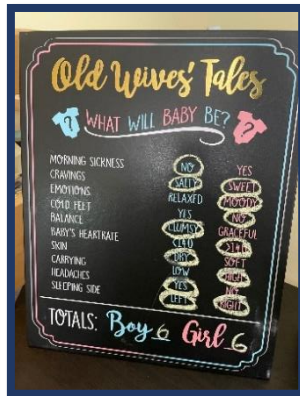 Old Wives' Tales
? WHAT WILL BABY BE? ?
MORNING SICKNESS NO YES
CRAVINGS SALTY SWEET
EMOTIONS RELAXED MOODY
COLD FEET YES NO
BALANCE CLUMSY GRACEFUL
BABY'S HEARTRATE
SKIN DRY SOFT
CARRYING LOW HIGH
HEADACHES YES NO
SLEEPING SIDE LEFT RIGHT
TOTALS: Boy 6 Girl 6